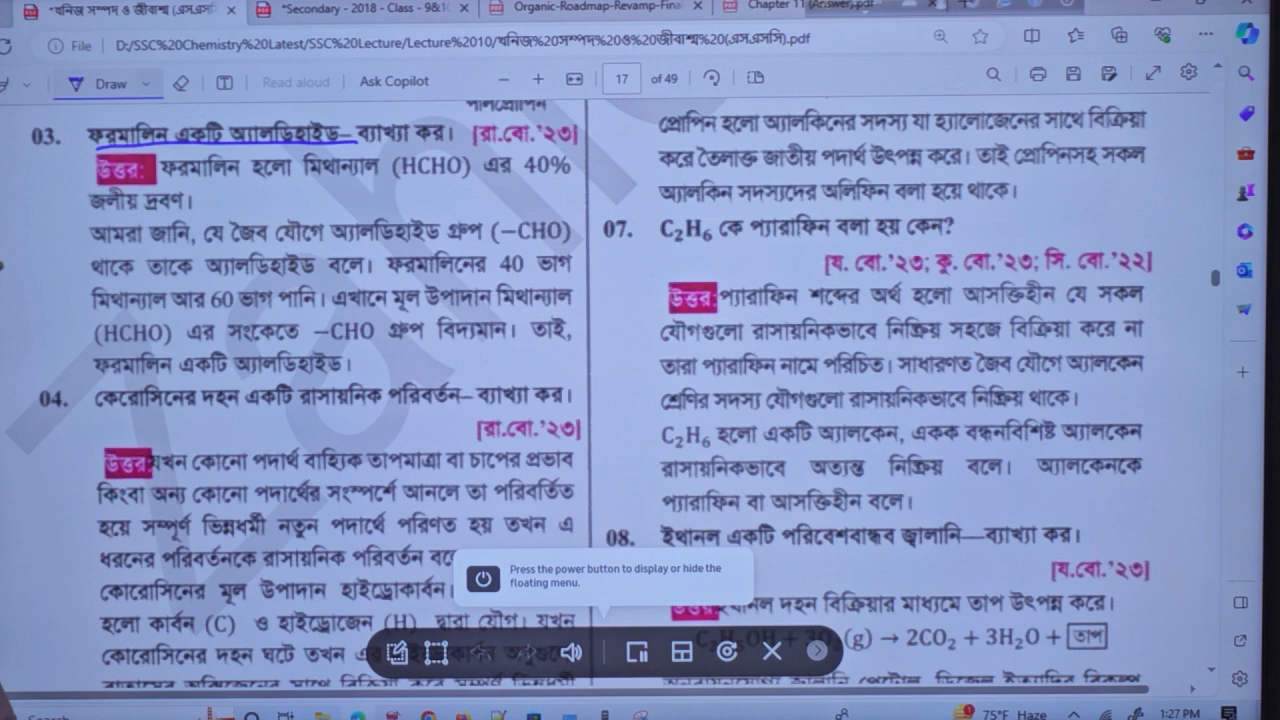 *খনিজ সম্পদ ও জীবাশ্ম (এসএসসি
*Secondary - 2018 - Class - 9&10
Organic-Roadmap-Revamp-Fina
Chapter 11 (Answer).pdf
File D:/SSC%20Chemistry%20Latest/SSC%20Lecture/Lecture%2010/খনিজ%20সম্পদ%20ও%20জীবাশ্ম%20(এসএসসি).pdf
Draw Read aloud Ask Copilot 17 of 49
03. ফরমালিন একটি অ্যালডিহাইড– ব্যাখ্যা কর। [রা.বো.'২৩]
উত্তর: ফরমালিন হলো মিথান্যাল (HCHO) এর 40%
জলীয় দ্রবণ।
আমরা জানি, যে জৈব যৌগে অ্যালডিহাইড গ্রুপ (−CHO)
থাকে তাকে অ্যালডিহাইড বলে। ফরমালিনের 40 ভাগ
মিথান্যাল আর 60 ভাগ পানি। এখানে মূল উপাদান মিথান্যাল
(HCHO) এর সংকেতে −CHO গ্রুপ বিদ্যমান। তাই,
ফরমালিন একটি অ্যালডিহাইড।
04. কেরোসিনের দহন একটি রাসায়নিক পরিবর্তন– ব্যাখ্যা কর।
[রা.বো.'২৩]
উত্তর: যখন কোনো পদার্থ বাহ্যিক তাপমাত্রা বা চাপের প্রভাব
কিংবা অন্য কোনো পদার্থের সংস্পর্শে আনলে তা পরিবর্তিত
হয়ে সম্পূর্ণ ভিন্নধর্মী নতুন পদার্থে পরিণত হয় তখন এ
ধরনের পরিবর্তনকে রাসায়নিক পরিবর্তন
কেরোসিনের মূল উপাদান হাইড্রোকার্বন।
হলো কার্বন (C) ও হাইড্রোজেন (H) দ্বারা যৌগ। যখন
কেরোসিনের দহন ঘটে তখন
প্রোপিন হলো অ্যালকিনের সদস্য যা হ্যালোজেনের সাথে বিক্রিয়া
করে তৈলাক্ত জাতীয় পদার্থ উৎপন্ন করে। তাই প্রোপিনসহ সকল
অ্যালকিন সদস্যদের অলিফিন বলা হয়ে থাকে।
07. C₂H₆ কে প্যারাফিন বলা হয় কেন?
[য. বো.'২৩; কু. বো.'২৩; সি. বো.'২২]
উত্তর: প্যারাফিন শব্দের অর্থ হলো আসক্তিহীন যে সকল
যৌগগুলো রাসায়নিকভাবে নিষ্ক্রিয় সহজে বিক্রিয়া করে না
তারা প্যারাফিন নামে পরিচিত। সাধারণত জৈব যৌগে অ্যালকেন
শ্রেণির সদস্য যৌগগুলো রাসায়নিকভাবে নিষ্ক্রিয় থাকে।
C₂H₆ হলো একটি অ্যালকেন, একক বন্ধনবিশিষ্ট অ্যালকেন
রাসায়নিকভাবে অত্যন্ত নিষ্ক্রিয় বলে। অ্যালকেনকে
প্যারাফিন বা আসক্তিহীন বলে।
08. ইথানল একটি পরিবেশবান্ধব জ্বালানি—ব্যাখ্যা কর।
[য.বো.'২৩]
উত্তর: ইথানল দহন বিক্রিয়ার মাধ্যমে তাপ উৎপন্ন করে।
(g) → 2CO₂ + 3H₂O + তাপ
Press the power button to display or hide the
floating menu.
Search 75°F Haze 1:27 PM